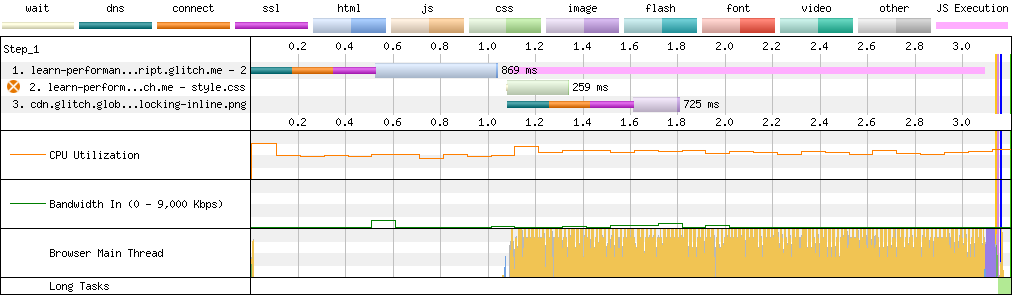 wait dns connect ssl html js css image flash font video other JS Execution
Step_1 0.2 0.4 0.6 0.8 1.0 1.2 1.4 1.6 1.8 2.0 2.2 2.4 2.6 2.8 3.0
1. learn-performan...ript.glitch.me - 2 869 ms
2. learn-perform...ch.me - style.css 259 ms
3. cdn.glitch.glob...locking-inline.png 725 ms
0.2 0.4 0.6 0.8 1.0 1.2 1.4 1.6 1.8 2.0 2.2 2.4 2.6 2.8 3.0
CPU Utilization
Bandwidth In (0 - 9,000 Kbps)
Browser Main Thread
Long Tasks